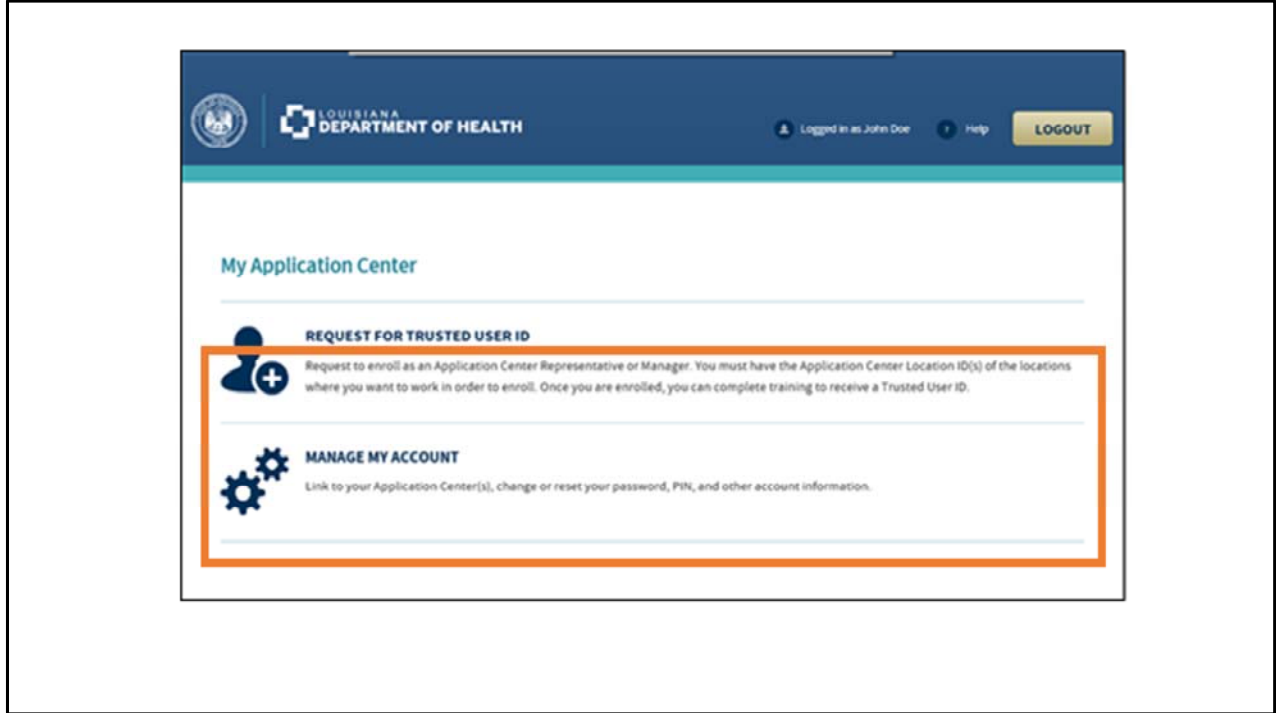 LOUISIANA
DEPARTMENT OF HEALTH
Logged in as John Doe
Help
LOGOUT
My Application Center
REQUEST FOR TRUSTED USER ID
Request to enroll as an Application Center Representative or Manager. You must have the Application Center Location ID(s) of the locations
where you want to work in order to enroll. Once you are enrolled, you can complete training to receive a Trusted User ID.
MANAGE MY ACCOUNT
Link to your Application Center(s), change or reset your password, PIN, and other account information.